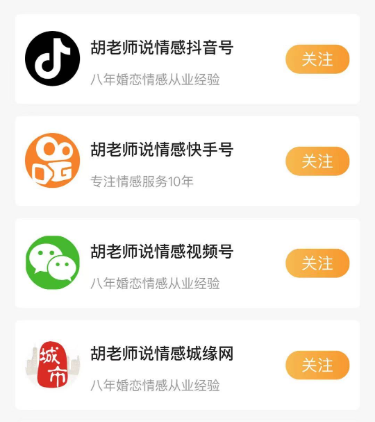 胡老师说情感抖音号
八年婚恋情感从业经验
关注
胡老师说情感快手号
专注情感服务10年
关注
胡老师说情感视频号
八年婚恋情感从业经验
关注
城市
胡老师说情感城缘网
八年婚恋情感从业经验
关注